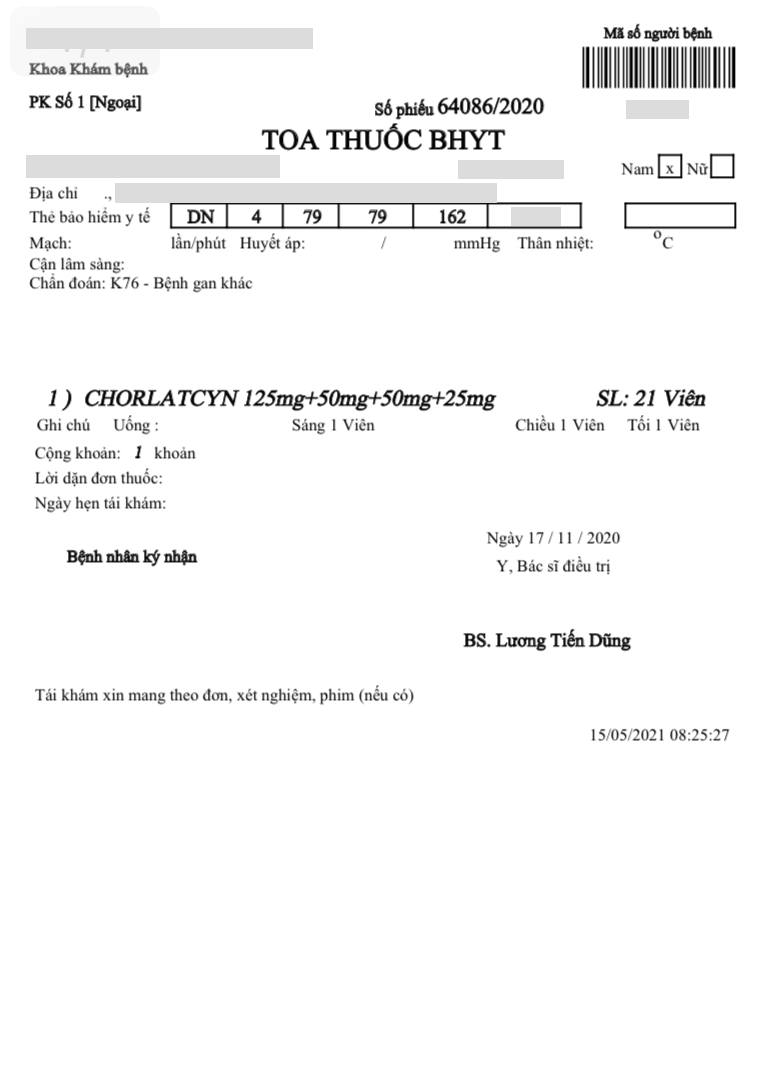 Mã số người bệnh
Khoa Khám bệnh
PK Số 1 [Ngoại]
Số phiếu 64086/2020
TOA THUỐC BHYT
Nam x Nữ
Địa chỉ .,
Thẻ bảo hiểm y tế DN 4 79 79 162
Mạch: lần/phút Huyết áp: / mmHg Thân nhiệt: °C
Cận lâm sàng:
Chẩn đoán: K76 - Bệnh gan khác
1 ) CHORLATCYN 125mg+50mg+50mg+25mg SL: 21 Viên
Ghi chú Uống : Sáng 1 Viên Chiều 1 Viên Tối 1 Viên
Cộng khoản: 1 khoản
Lời dặn đơn thuốc:
Ngày hẹn tái khám:
Ngày 17 / 11 / 2020
Bệnh nhân ký nhận
Y, Bác sĩ điều trị
BS. Lương Tiến Dũng
Tái khám xin mang theo đơn, xét nghiệm, phim (nếu có)
15/05/2021 08:25:27